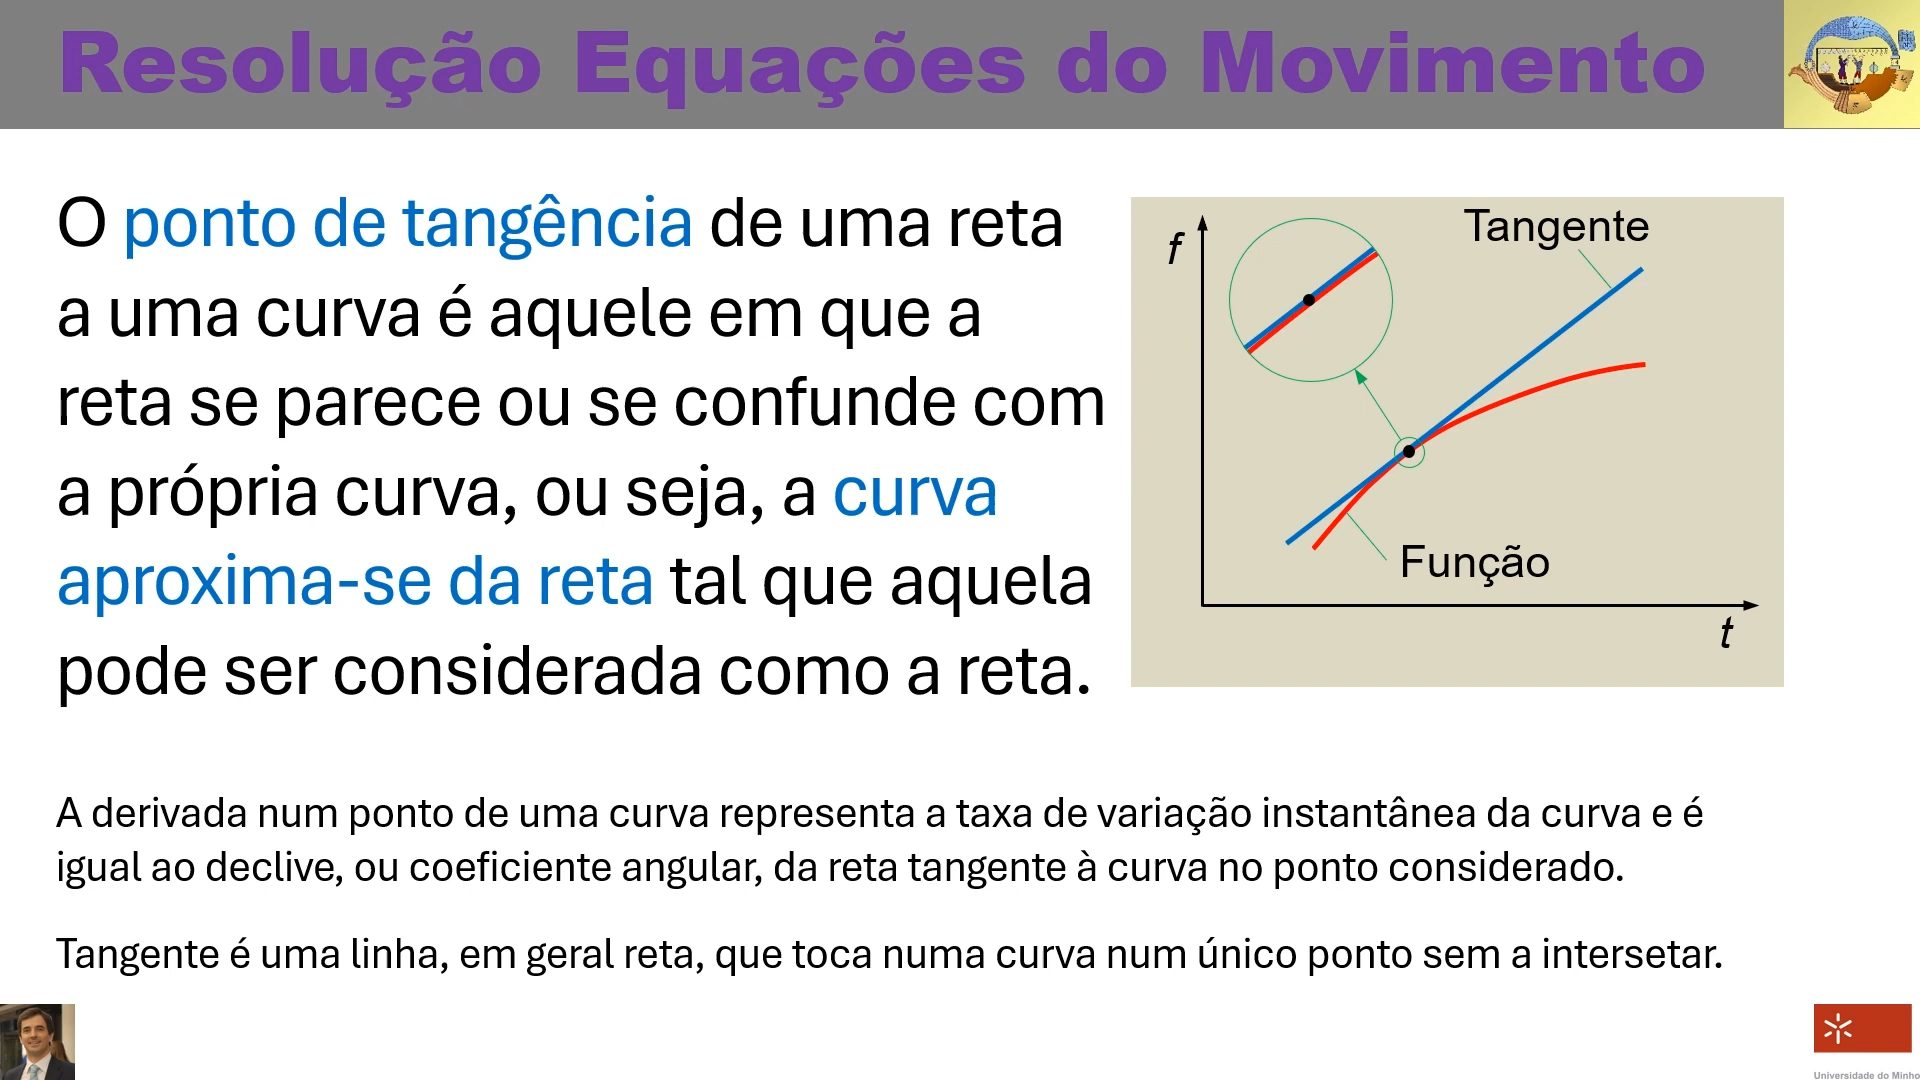 Resolução Equações do Movimento
O ponto de tangência de uma reta
a uma curva é aquele em que a
reta se parece ou se confunde com
a própria curva, ou seja, a curva
aproxima-se da reta tal que aquela
pode ser considerada como a reta.
f
Tangente
Função
t
A derivada num ponto de uma curva representa a taxa de variação instantânea da curva e é
igual ao declive, ou coeficiente angular, da reta tangente à curva no ponto considerado.
Tangente é uma linha, em geral reta, que toca numa curva num único ponto sem a intersetar.
Universidade do Minho